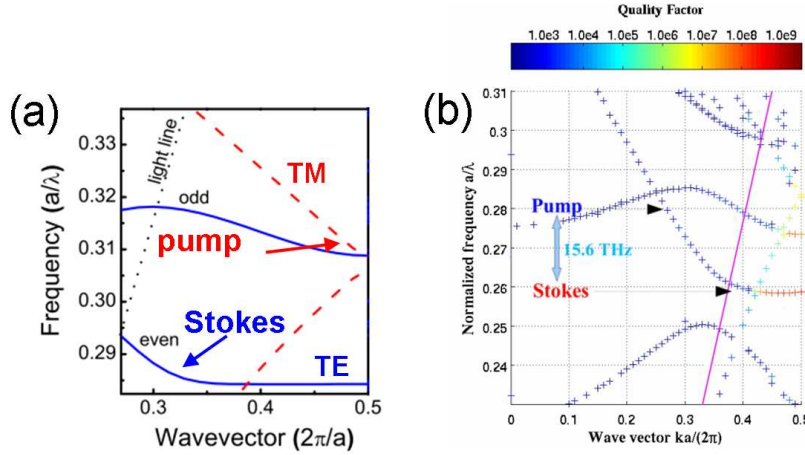 (a)
Frequency (a/λ)
0.33
0.32
0.31
0.30
0.29
light line
odd
TM
pump
Stokes
even
TE
0.3 0.4 0.5
Wavevector (2π/a)
Quality Factor
1.0e3 1.0e4 1.0e5 1.0e6 1.0e7 1.0e8 1.0e9
(b)
Normalized frequency a/λ
0.31
0.3
0.29
0.28
0.27
0.26
0.25
0.24
Pump
15.6 THz
Stokes
0 0.1 0.2 0.3 0.4 0.5
Wave vector ka/(2π)